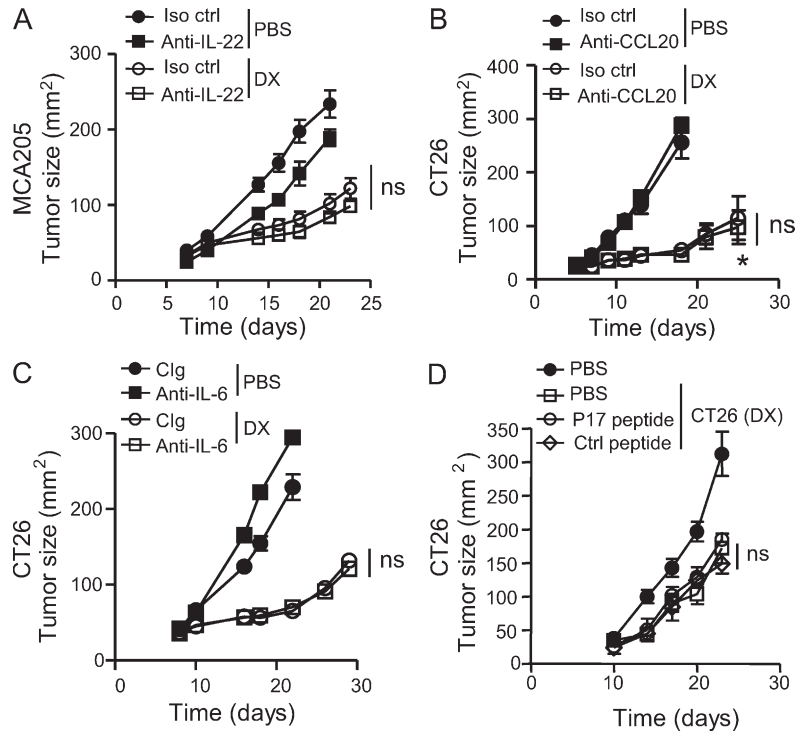 A
Iso ctrl
Anti-IL-22
PBS
Iso ctrl
Anti-IL-22
DX
300
200
100
0
MCA205
Tumor size (mm2)
ns
0 5 10 15 20 25
Time (days)
B
Iso ctrl
Anti-CCL20
PBS
Iso ctrl
Anti-CCL20
DX
400
300
200
100
0
CT26
Tumor size (mm2)
ns
*
0 10 20 30
Time (days)
C
CIg
Anti-IL-6
PBS
CIg
Anti-IL-6
DX
300
200
100
0
CT26
Tumor size (mm2)
ns
0 10 20 30
Time (days)
D
PBS
PBS
P17 peptide
Ctrl peptide
CT26 (DX)
350
300
250
200
150
100
50
0
CT26
Tumor size (mm 2)
ns
0 10 20 30
Time (days)